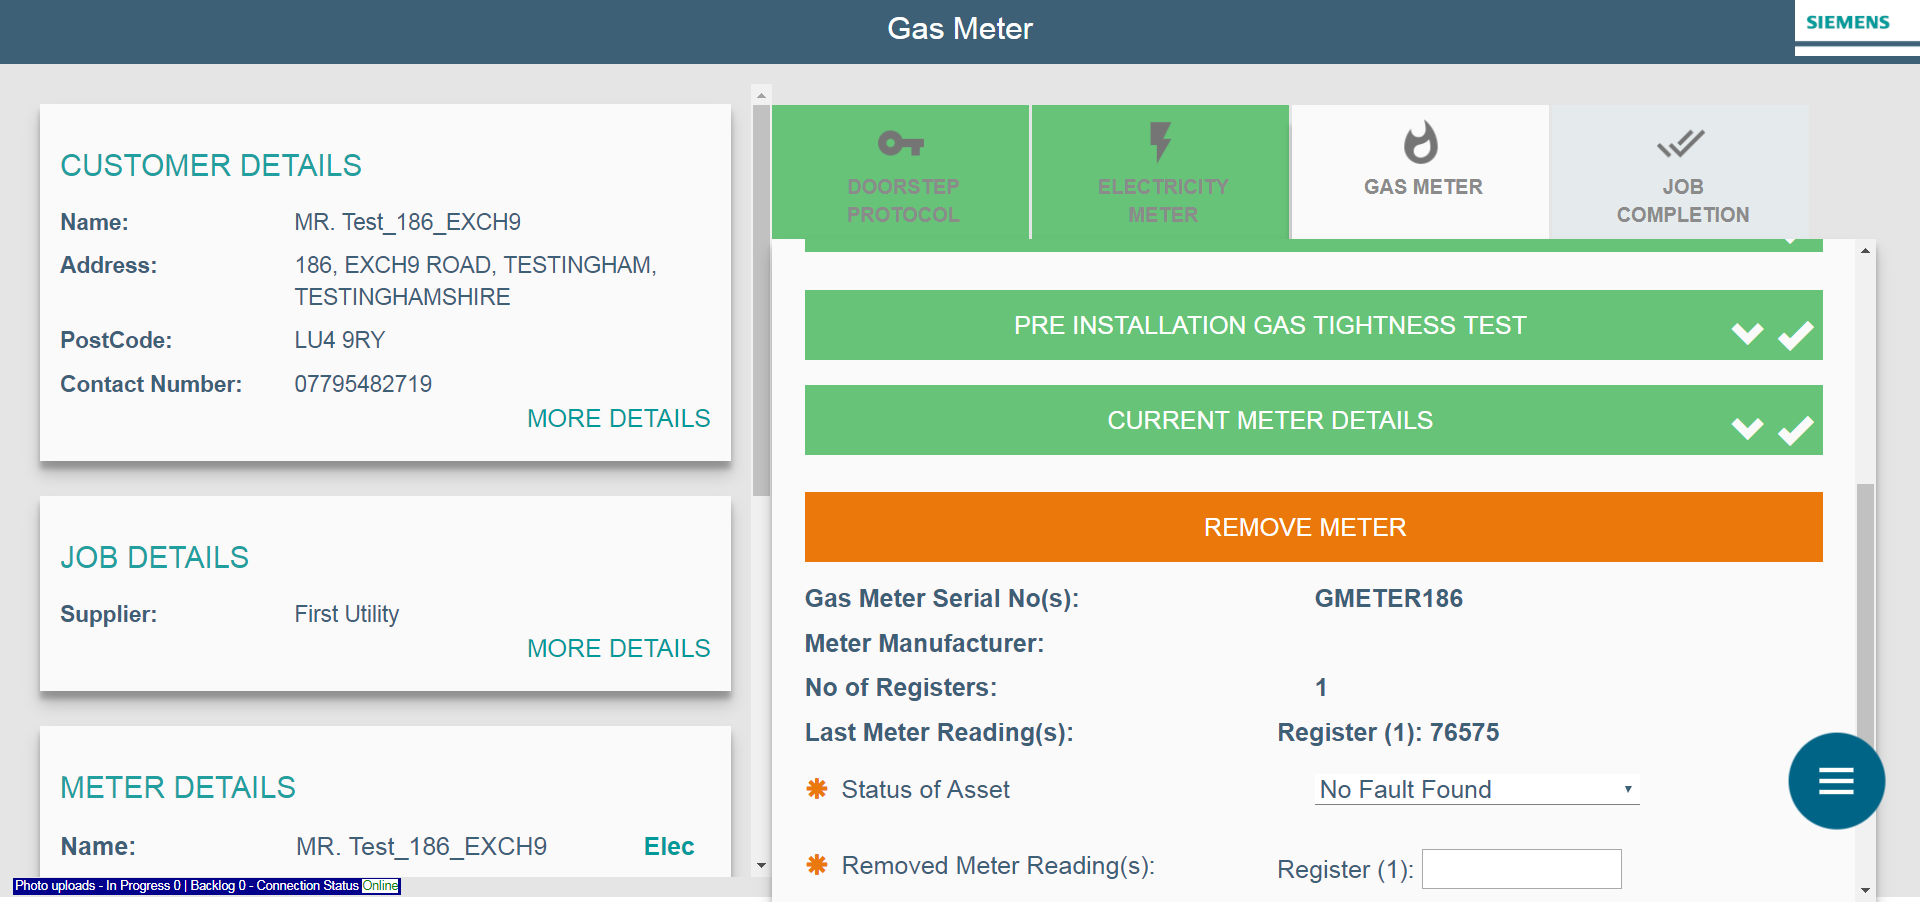 Gas Meter
SIEMENS
CUSTOMER DETAILS
Name: MR. Test_186_EXCH9
Address: 186, EXCH9 ROAD, TESTINGHAM,
TESTINGHAMSHIRE
PostCode: LU4 9RY
Contact Number: 07795482719
MORE DETAILS
JOB DETAILS
Supplier: First Utility
MORE DETAILS
METER DETAILS
Name: MR. Test_186_EXCH9 Elec
Photo uploads - In Progress 0 | Backlog 0 - Connection Status Online
DOORSTEP
PROTOCOL
ELECTRICITY
METER
GAS METER
JOB
COMPLETION
PRE INSTALLATION GAS TIGHTNESS TEST
CURRENT METER DETAILS
REMOVE METER
Gas Meter Serial No(s): GMETER186
Meter Manufacturer:
No of Registers: 1
Last Meter Reading(s): Register (1): 76575
✱ Status of Asset No Fault Found
✱ Removed Meter Reading(s): Register (1):